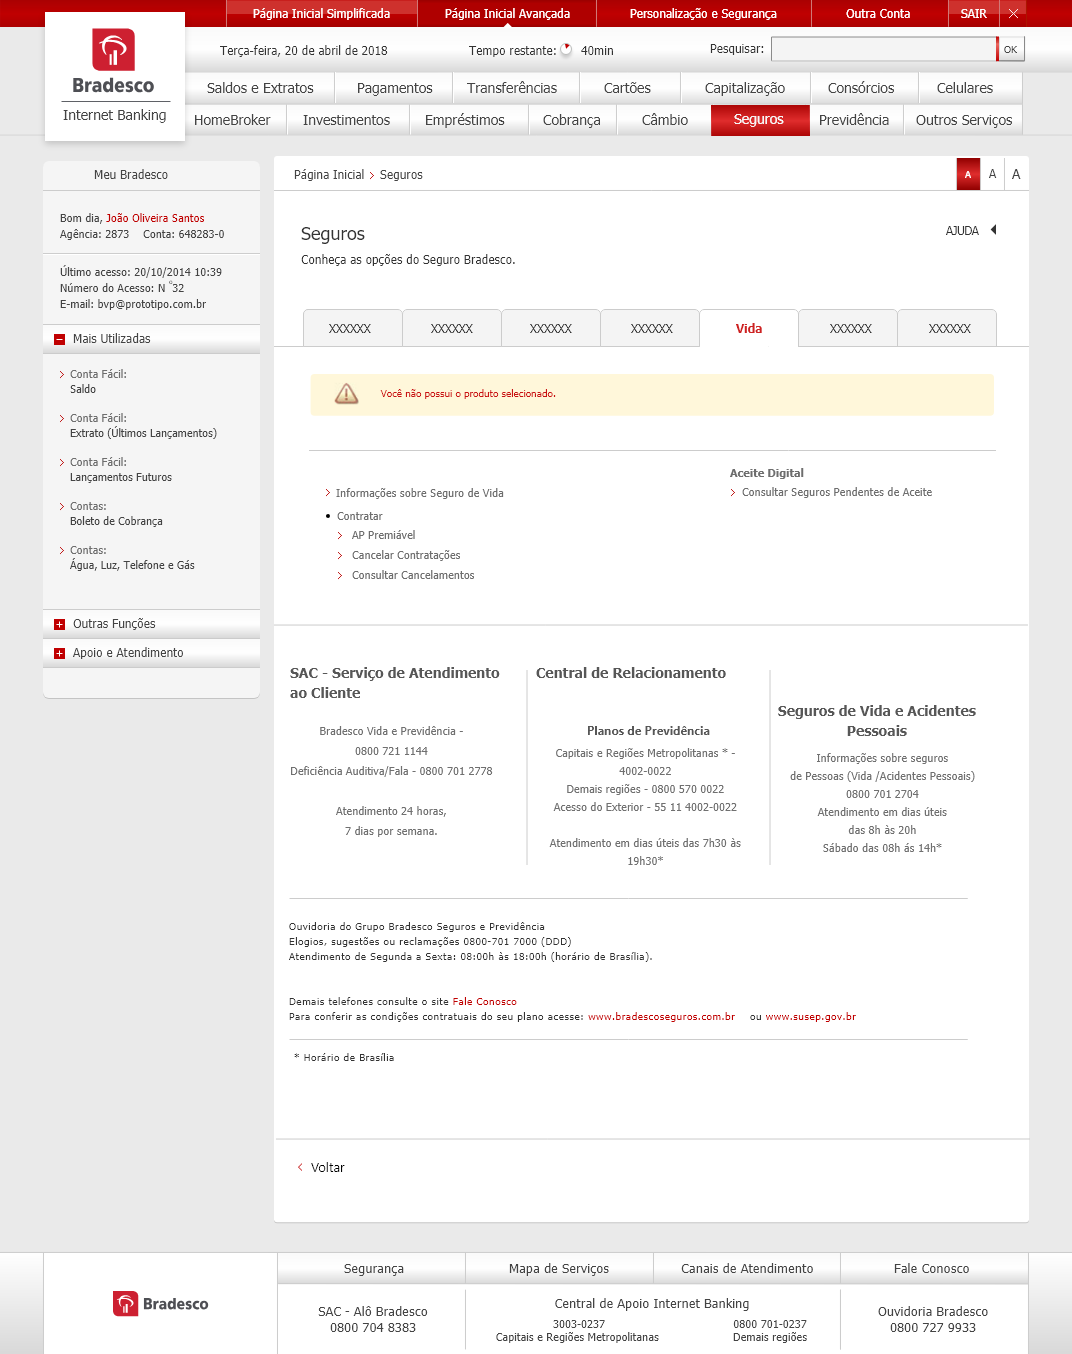 Página Inicial Simplificada
Página Inicial Avançada
Personalização e Segurança
Outra Conta
SAIR
Bradesco
Internet Banking
Terça-feira, 20 de abril de 2018
Tempo restante: 40min
Pesquisar:
OK
Saldos e Extratos
Pagamentos
Transferências
Cartões
Capitalização
Consórcios
Celulares
HomeBroker
Investimentos
Empréstimos
Cobrança
Câmbio
Seguros
Previdência
Outros Serviços
Meu Bradesco
Bom dia, João Oliveira Santos
Agência: 2873 Conta: 648283-0
Último acesso: 20/10/2014 10:39
Número do Acesso: N °32
E-mail: bvp@prototipo.com.br
Mais Utilizadas
Conta Fácil:
Saldo
Conta Fácil:
Extrato (Últimos Lançamentos)
Conta Fácil:
Lançamentos Futuros
Contas:
Boleto de Cobrança
Contas:
Água, Luz, Telefone e Gás
Outras Funções
Apoio e Atendimento
Página Inicial > Seguros
A A A
Seguros
AJUDA
Conheça as opções do Seguro Bradesco.
XXXXXX
XXXXXX
XXXXXX
XXXXXX
Vida
XXXXXX
XXXXXX
Você não possui o produto selecionado.
Informações sobre Seguro de Vida
Contratar
AP Premiável
Cancelar Contratações
Consultar Cancelamentos
Aceite Digital
Consultar Seguros Pendentes de Aceite
SAC - Serviço de Atendimento
ao Cliente
Bradesco Vida e Previdência -
0800 721 1144
Deficiência Auditiva/Fala - 0800 701 2778
Atendimento 24 horas,
7 dias por semana.
Central de Relacionamento
Planos de Previdência
Capitais e Regiões Metropolitanas * -
4002-0022
Demais regiões - 0800 570 0022
Acesso do Exterior - 55 11 4002-0022
Atendimento em dias úteis das 7h30 às
19h30*
Seguros de Vida e Acidentes
Pessoais
Informações sobre seguros
de Pessoas (Vida /Acidentes Pessoais)
0800 701 2704
Atendimento em dias úteis
das 8h às 20h
Sábado das 08h ás 14h*
Ouvidoria do Grupo Bradesco Seguros e Previdência
Elogios, sugestões ou reclamações 0800-701 7000 (DDD)
Atendimento de Segunda a Sexta: 08:00h às 18:00h (horário de Brasília).
Demais telefones consulte o site Fale Conosco
Para conferir as condições contratuais do seu plano acesse: www.bradescoseguros.com.br ou www.susep.gov.br
* Horário de Brasília
Voltar
Bradesco
Segurança
Mapa de Serviços
Canais de Atendimento
Fale Conosco
SAC - Alô Bradesco
0800 704 8383
Central de Apoio Internet Banking
3003-0237
Capitais e Regiões Metropolitanas
0800 701-0237
Demais regiões
Ouvidoria Bradesco
0800 727 9933